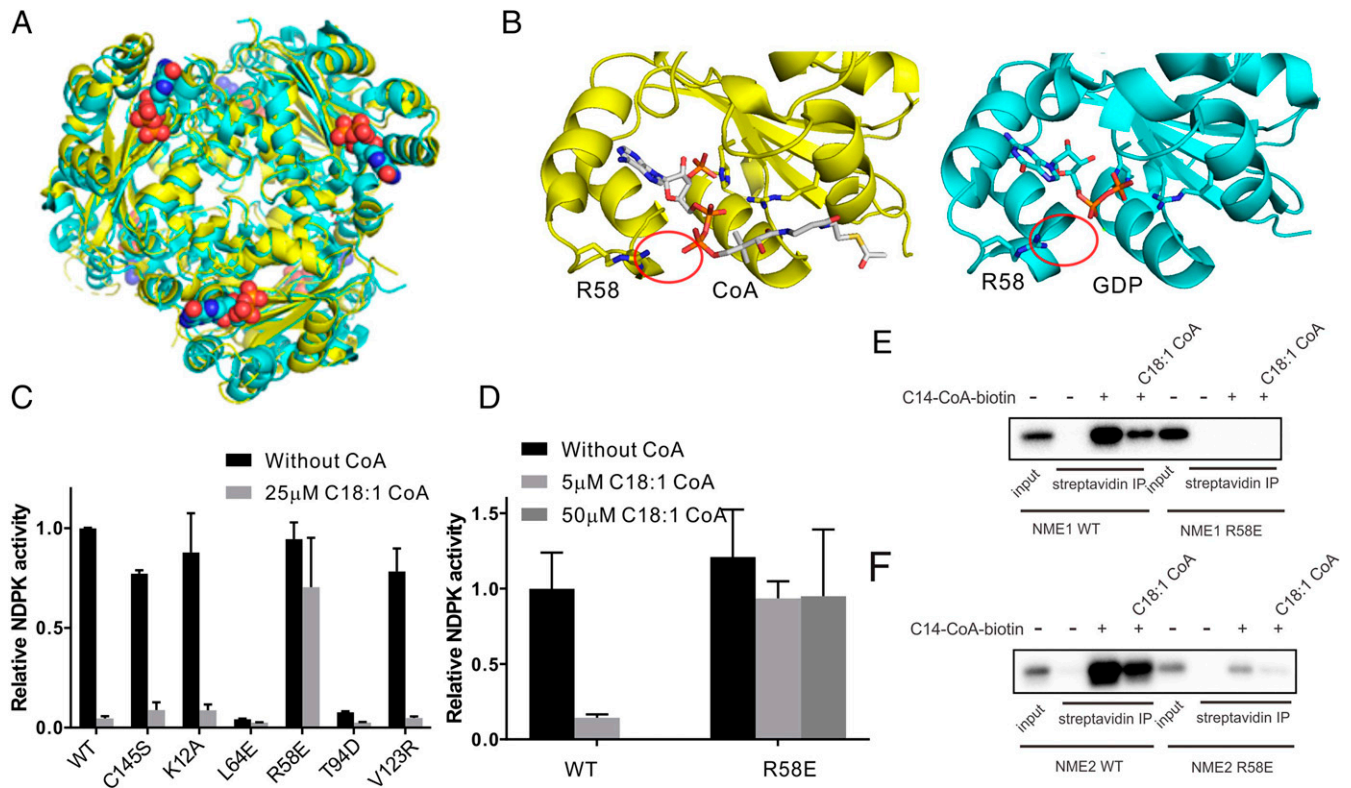 A
B
R58
CoA
R58
GDP
C
Without CoA
25μM C18:1 CoA
Relative NDPK activity
1.0
0.5
0.0
WT
C145S
K12A
L64E
R58E
T94D
V123R
D
Without CoA
5μM C18:1 CoA
50μM C18:1 CoA
Relative NDPK activity
1.5
1.0
0.5
0.0
WT
R58E
E
C18:1 CoA
C18:1 CoA
C14-CoA-biotin - - + + - - + +
input streptavidin IP input streptavidin IP
NME1 WT NME1 R58E
F
C18:1 CoA
C18:1 CoA
C14-CoA-biotin - - + + - - + +
input streptavidin IP input streptavidin IP
NME2 WT NME2 R58E